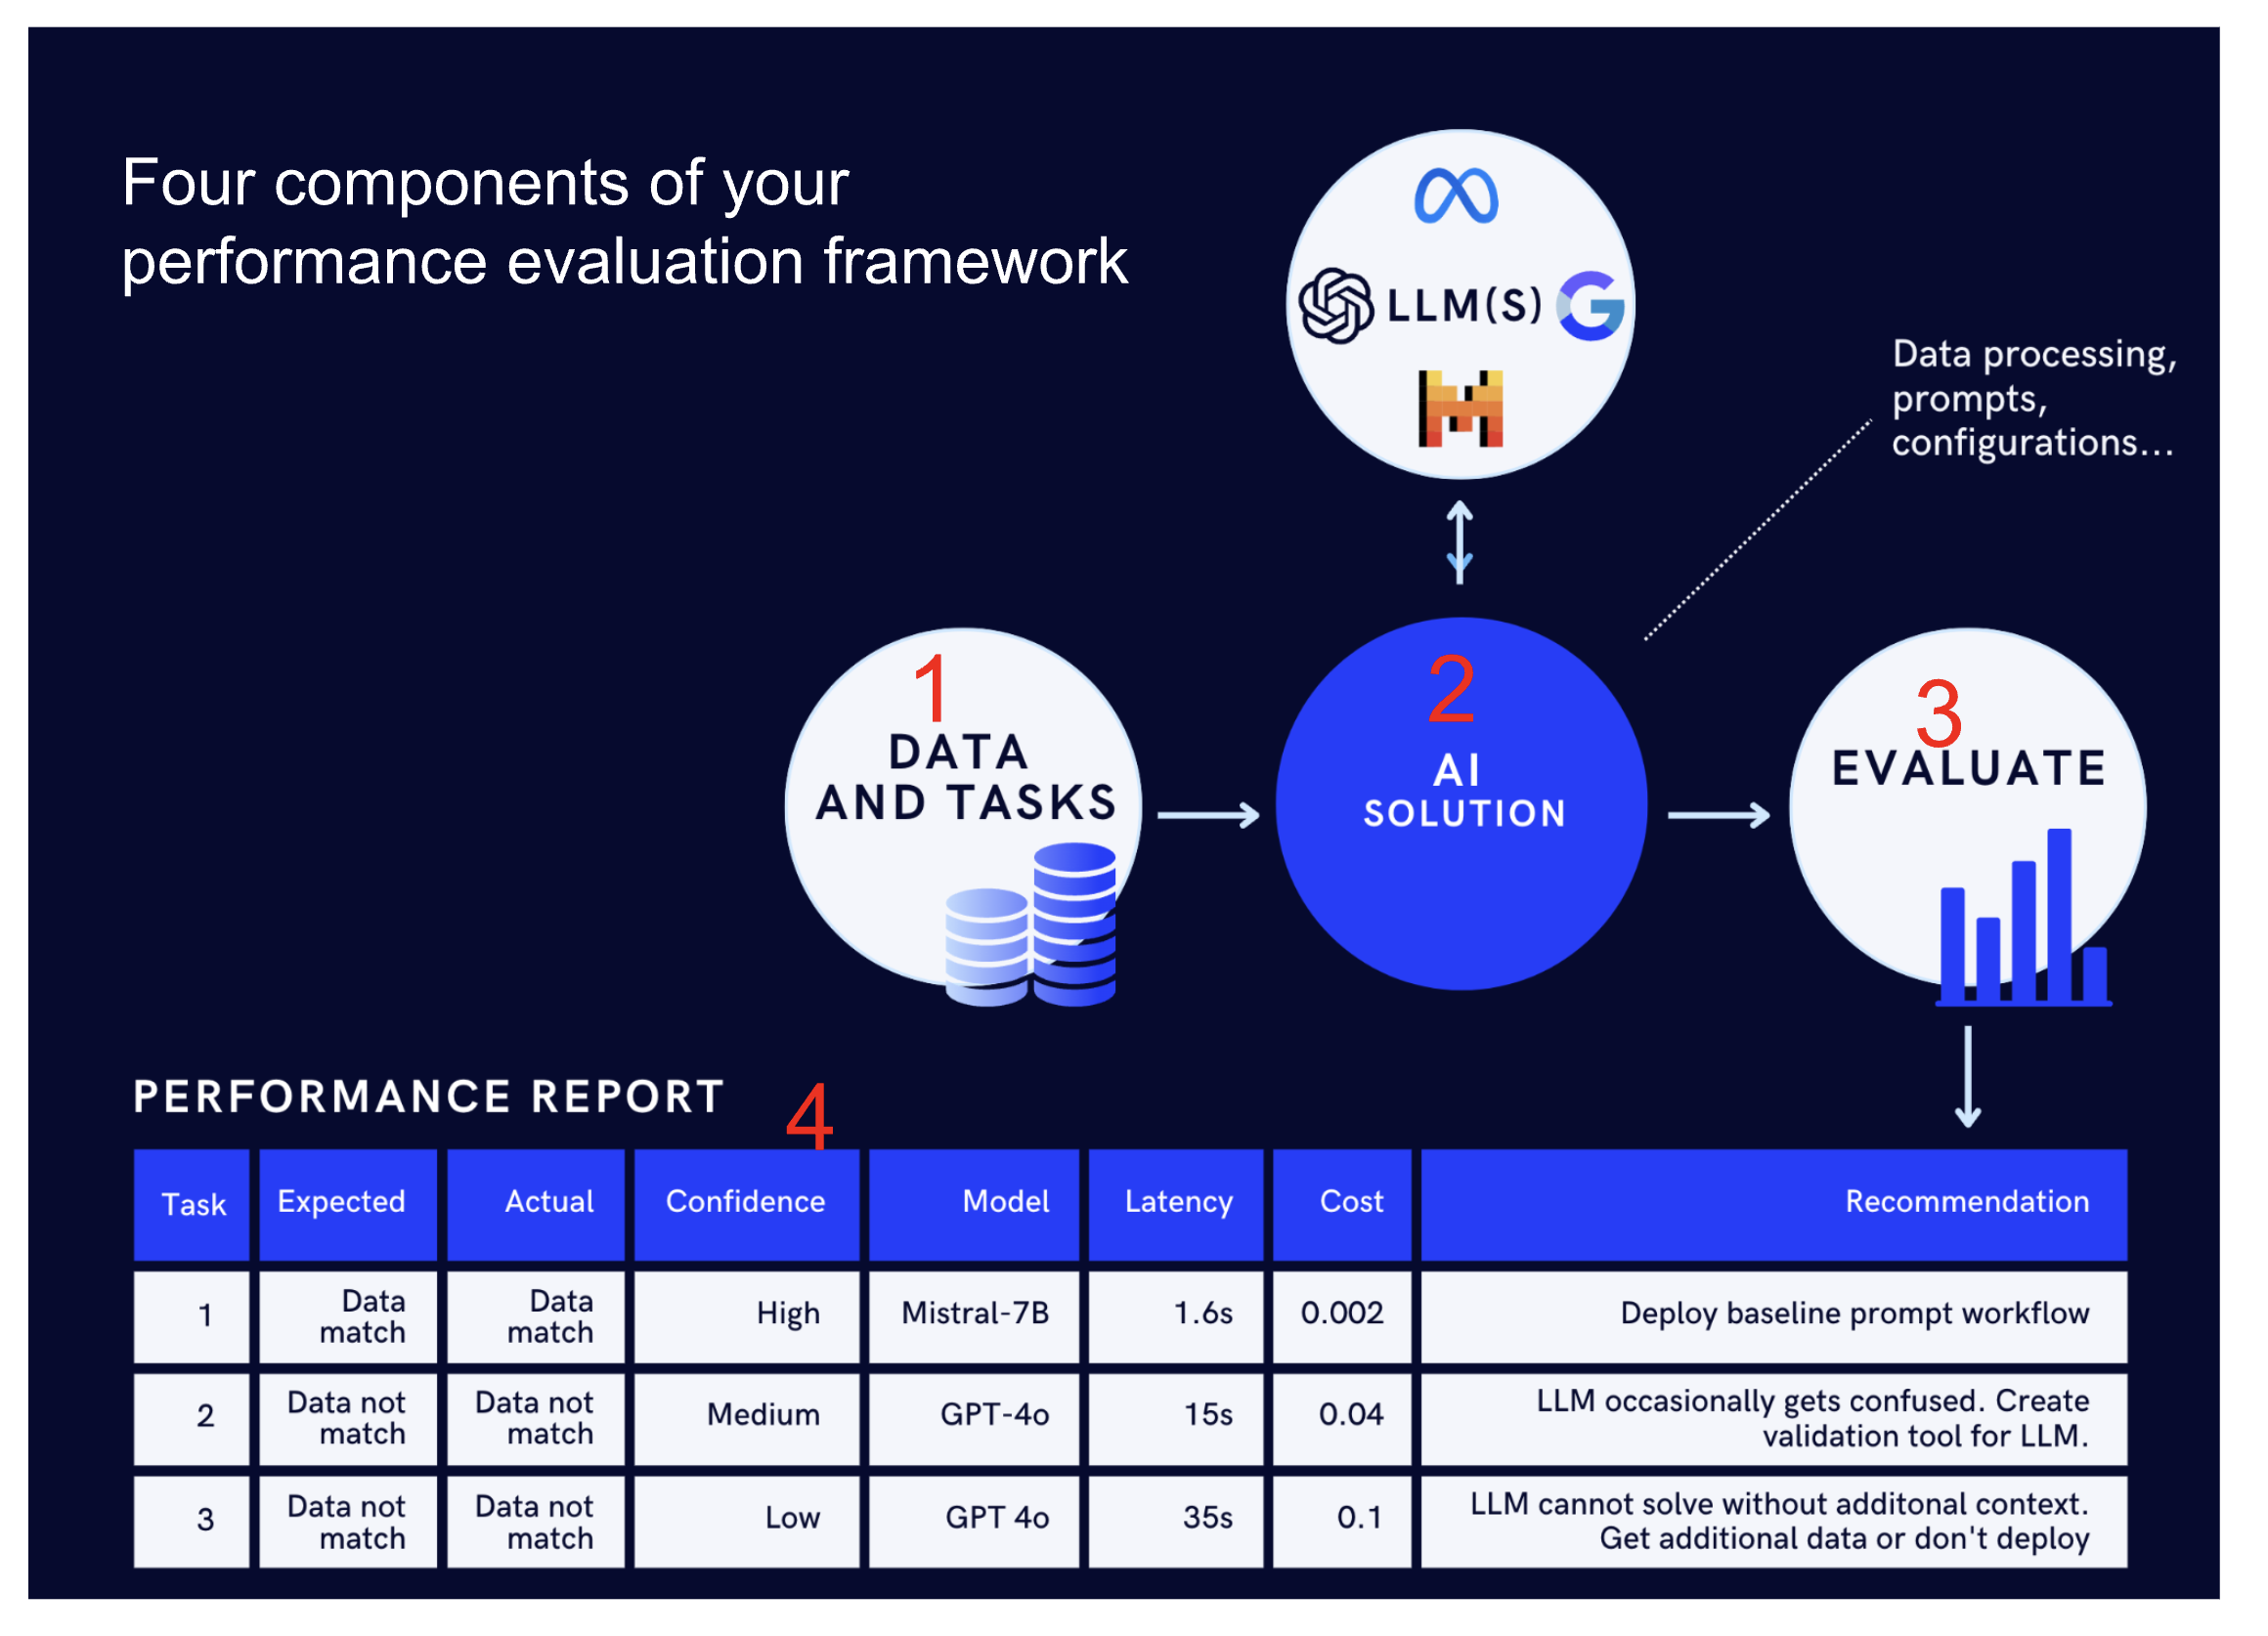 Four components of your
performance evaluation framework
LLM(S)
Data processing,
prompts,
configurations...
1
DATA
AND TASKS
2
AI
SOLUTION
3
EVALUATE
PERFORMANCE REPORT
4
Task Expected Actual Confidence Model Latency Cost Recommendation
1 Data match Data match High Mistral-7B 1.6s 0.002 Deploy baseline prompt workflow
2 Data not match Data not match Medium GPT-4o 15s 0.04 LLM occasionally gets confused. Create validation tool for LLM.
3 Data not match Data not match Low GPT 4o 35s 0.1 LLM cannot solve without additonal context. Get additional data or don't deploy